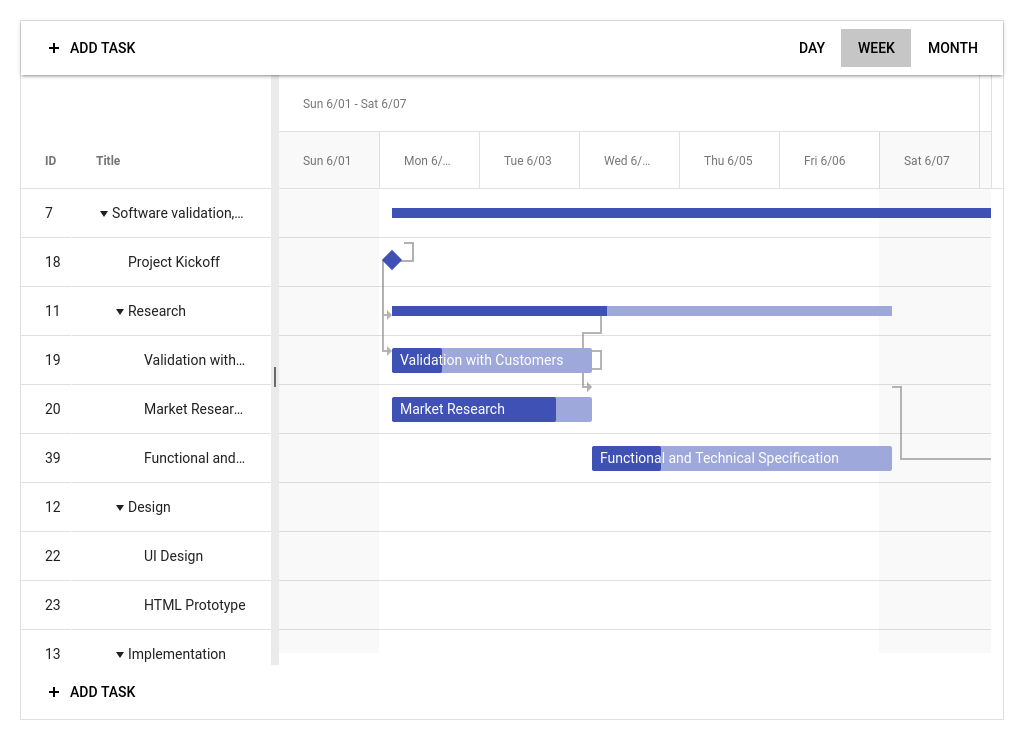 ADD TASK DAY WEEK MONTH
Sun 6/01 - Sat 6/07
ID Title Sun 6/01 Mon 6/... Tue 6/03 Wed 6/... Thu 6/05 Fri 6/06 Sat 6/07
7 Software validation,...
18 Project Kickoff
11 Research
19 Validation with... Validation with Customers
20 Market Resear... Market Research
39 Functional and... Functional and Technical Specification
12 Design
22 UI Design
23 HTML Prototype
13 Implementation
ADD TASK